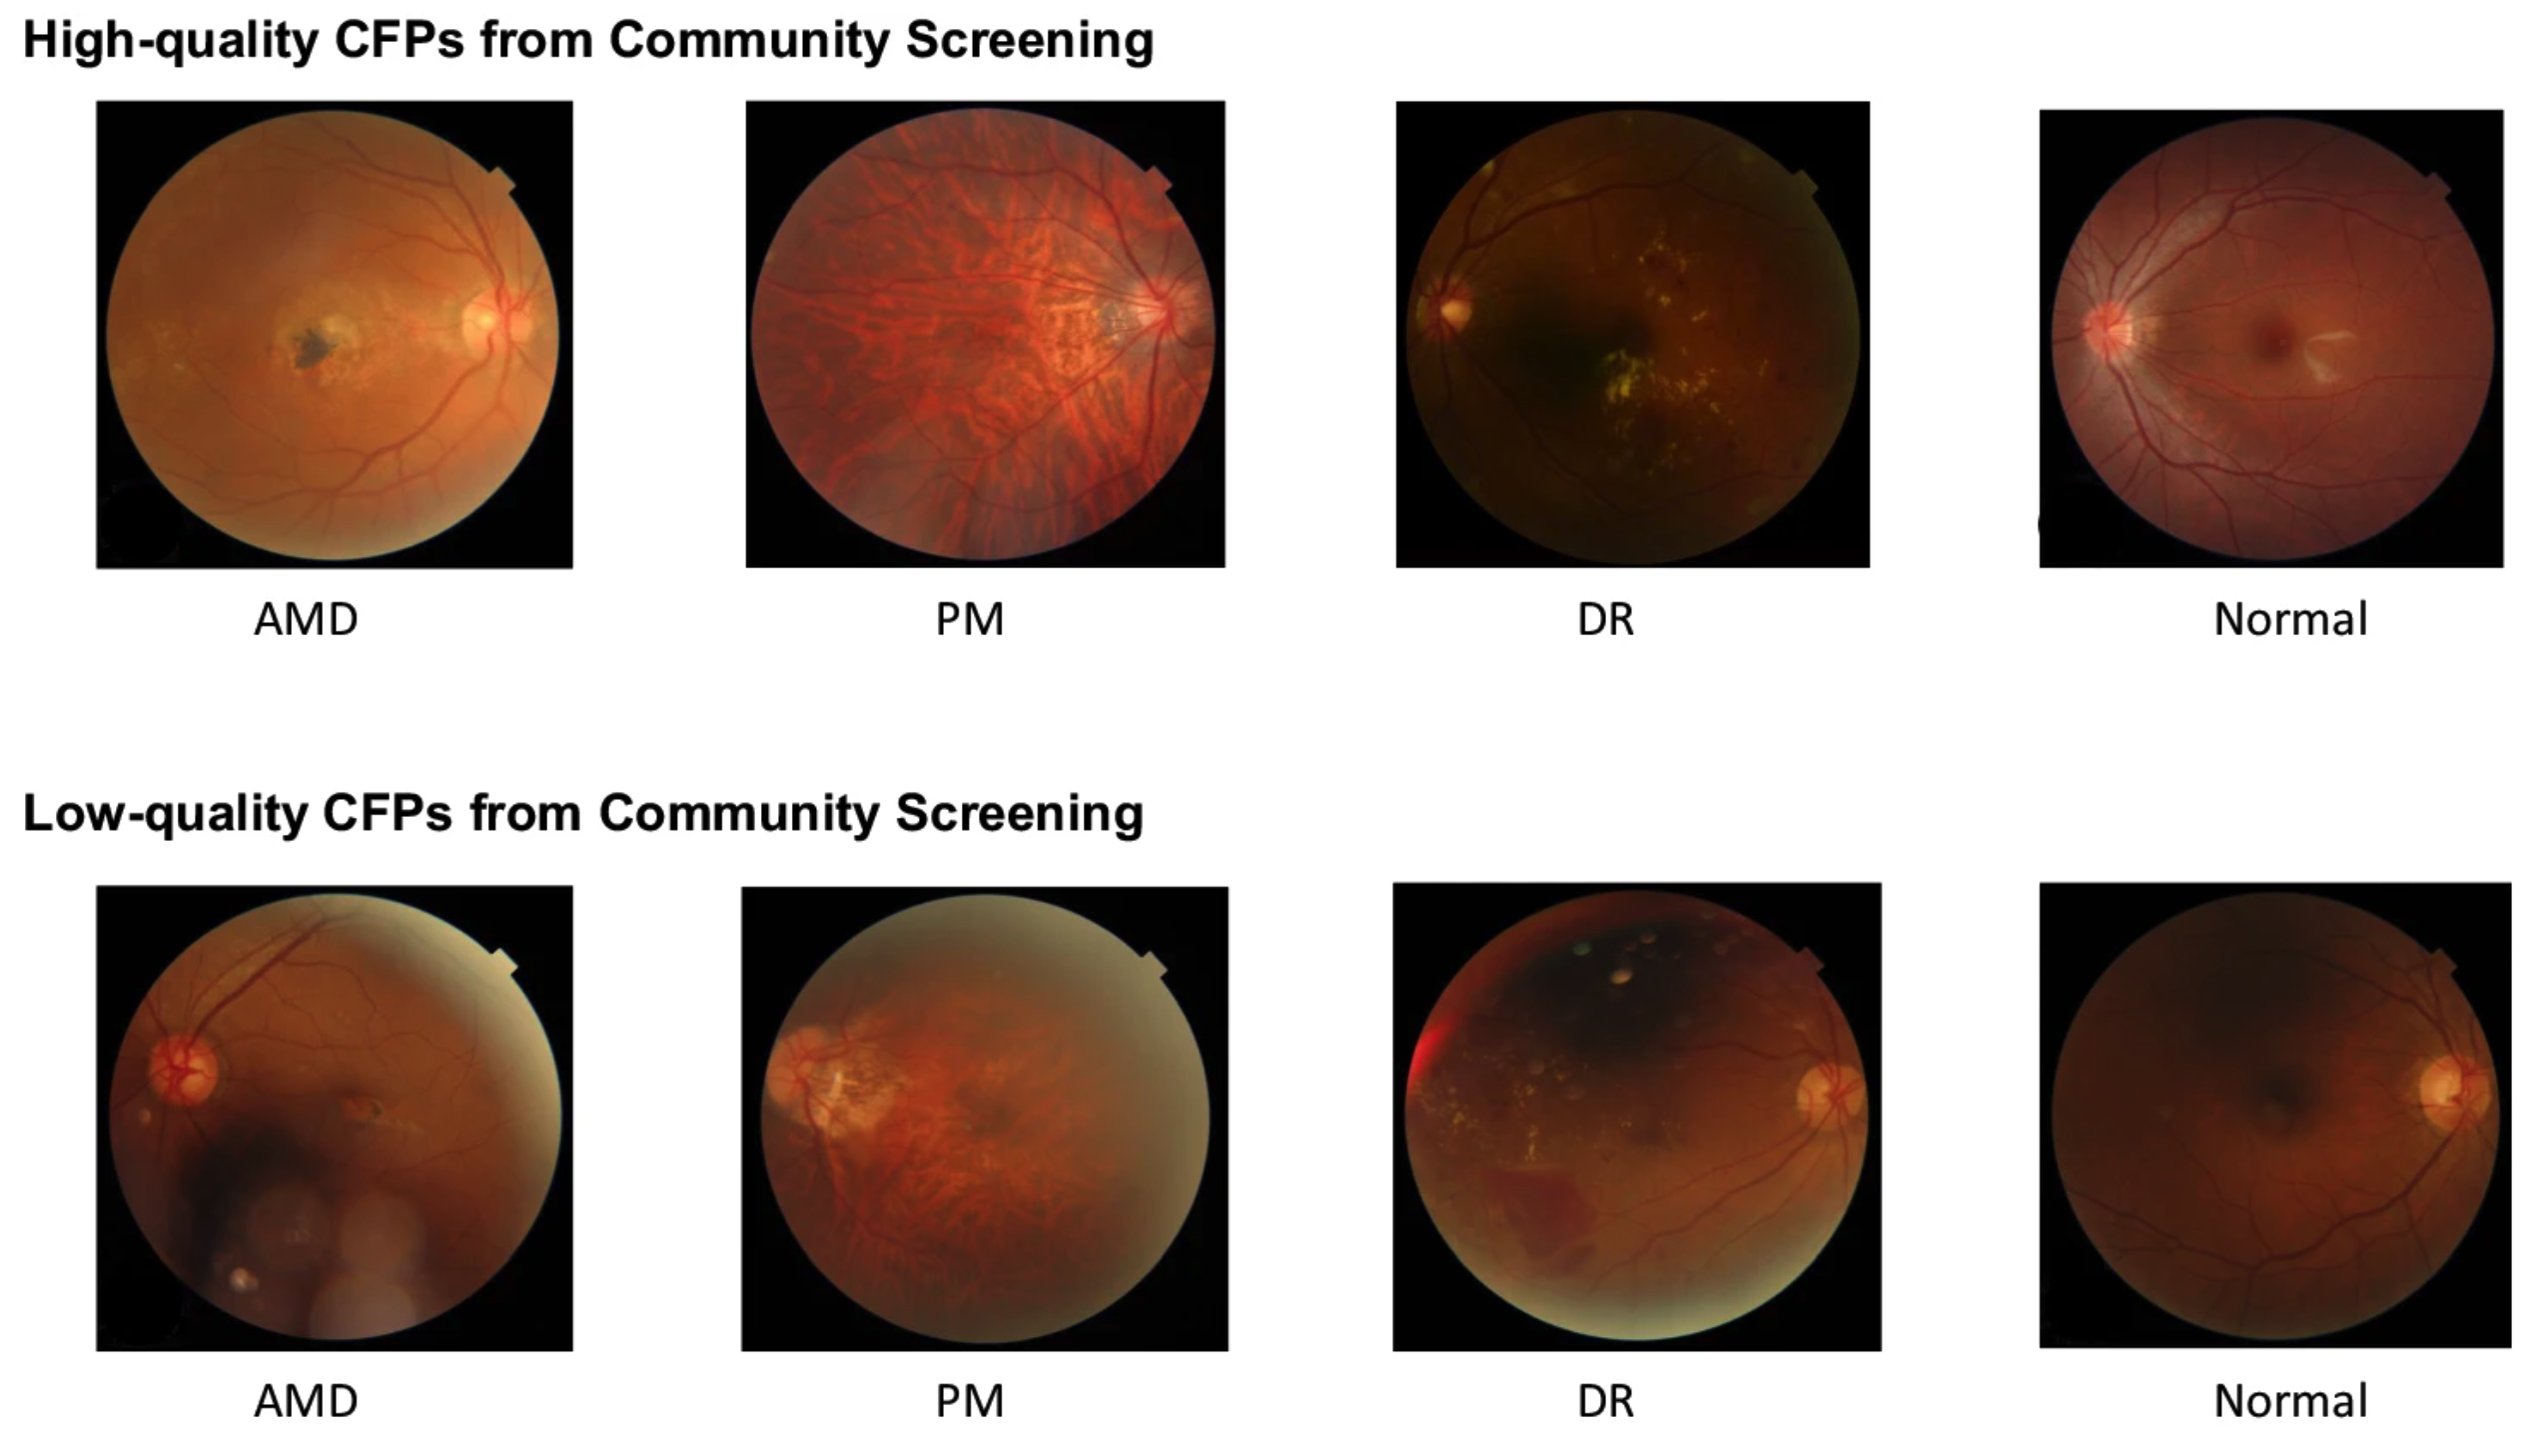 High-quality CFPs from Community Screening
AMD PM DR Normal
Low-quality CFPs from Community Screening
AMD PM DR Normal